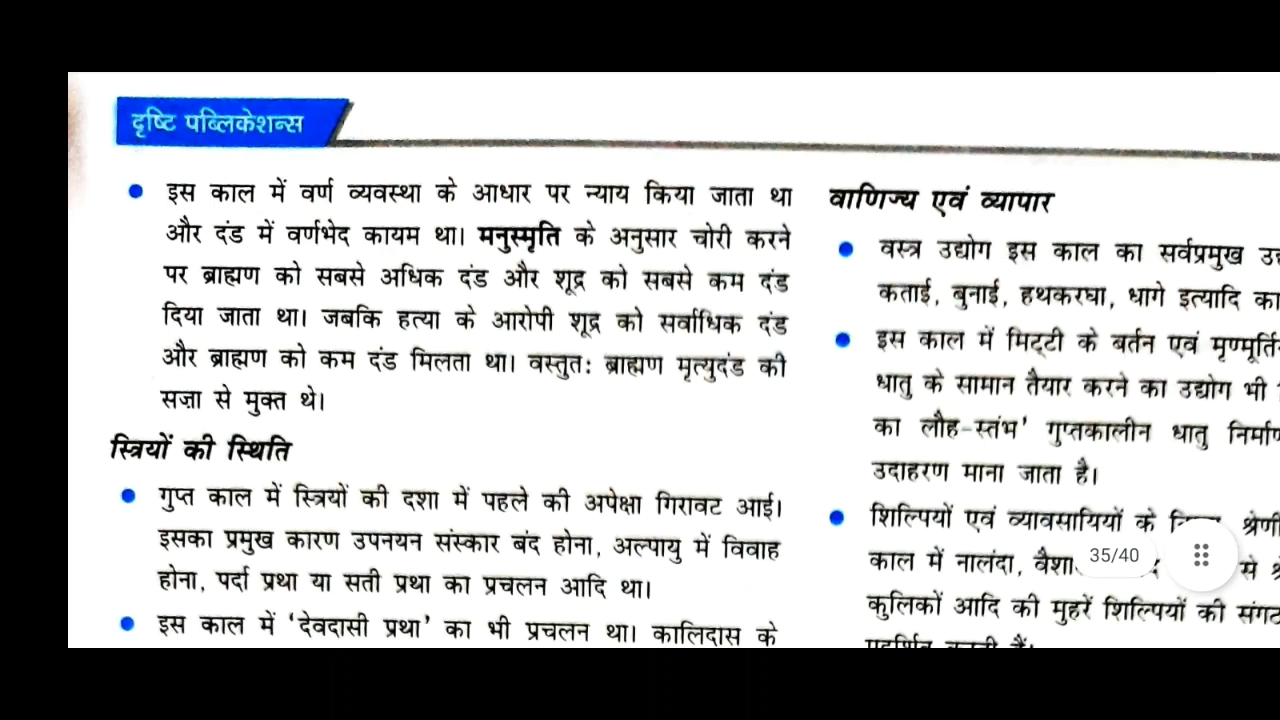 दृष्टि पब्लिकेशन्स
इस काल में वर्ण व्यवस्था के आधार पर न्याय किया जाता था
और दंड में वर्णभेद कायम था। मनुस्मृति के अनुसार चोरी करने
पर ब्राह्मण को सबसे अधिक दंड और शूद्र को सबसे कम दंड
दिया जाता था। जबकि हत्या के आरोपी शूद्र को सर्वाधिक दंड
और ब्राह्मण को कम दंड मिलता था। वस्तुतः ब्राह्मण मृत्युदंड की
सज़ा से मुक्त थे।
स्त्रियों की स्थिति
गुप्त काल में स्त्रियों की दशा में पहले की अपेक्षा गिरावट आई।
इसका प्रमुख कारण उपनयन संस्कार बंद होना, अल्पायु में विवाह
होना, पर्दा प्रथा या सती प्रथा का प्रचलन आदि था।
इस काल में 'देवदासी प्रथा' का भी प्रचलन था। कालिदास के
वाणिज्य एवं व्यापार
वस्त्र उद्योग इस काल का सर्वप्रमुख
कताई, बुनाई, हथकरघा, धागे इत्यादि का
इस काल में मिट्टी के बर्तन एवं
धातु के सामान तैयार करने का उद्योग भी
का लौह-स्तंभ' गुप्तकालीन धातु
उदाहरण माना जाता है।
शिल्पियों एवं व्यावसायियों के
काल में नालंदा, से
कुलिकों आदि की मुहरें शिल्पियों की
35/40